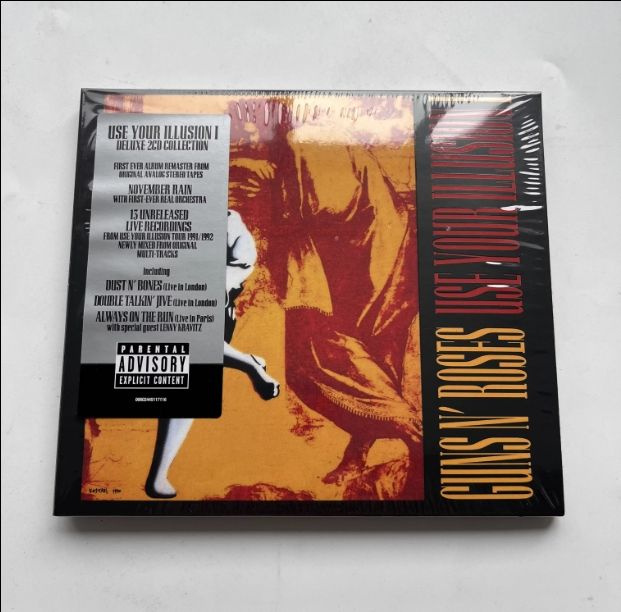 USE YOUR ILLUSION I
DELUXE 2CD COLLECTION
FIRST EVER ALBUM REMASTER FROM
ORIGINAL ANALOG STEREO TAPES
NOVEMBER RAIN
WITH FIRST-EVER REAL ORCHESTRA
13 UNRELEASED
LIVE RECORDINGS
FROM USE YOUR ILLUSION TOUR 1991/1992
NEWLY MIXED FROM ORIGINAL
MULTI-TRACKS
including
DUST N' BONES (Live in London)
DOUBLE TALKIN' JIVE (Live in London)
ALWAYS ON THE RUN (Live in Paris)
with special guest LENNY KRAVITZ
PARENTAL
ADVISORY
EXPLICIT CONTENT
GUNS N' ROSES USE YOUR ILLUSION